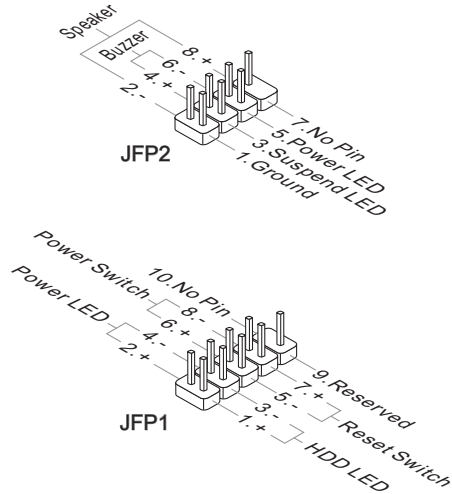 Speaker
Buzzer
8.+
6.-
4.+
2.-
7.No Pin
5.Power LED
3.Suspend LED
1.Ground
JFP2
Power Switch
Power LED
10.No Pin
8.-
6.+
4.-
2.+
9.Reserved
7.+
5.-
3.-
1.+
Reset Switch
HDD LED
JFP1